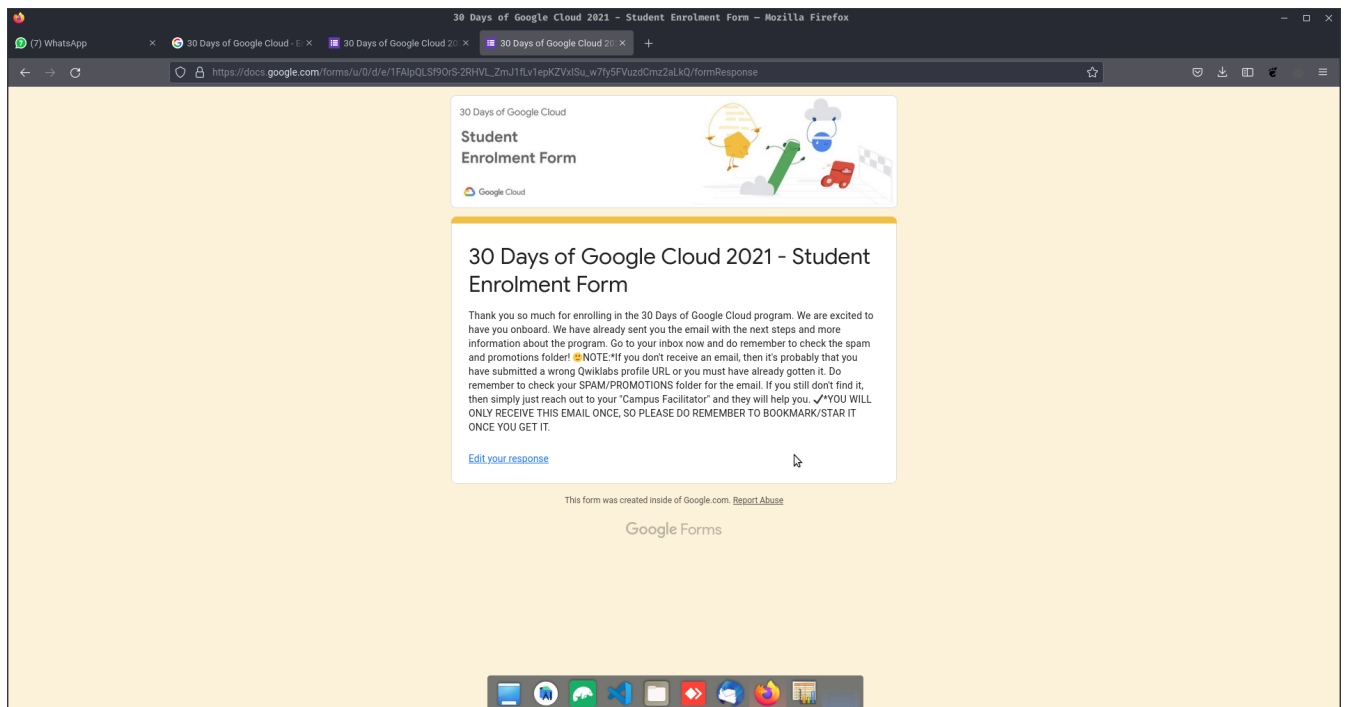 30 Days of Google Cloud 2021 - Student Enrolment Form — Mozilla Firefox
(7) WhatsApp
30 Days of Google Cloud - E
30 Days of Google Cloud 20
30 Days of Google Cloud 20
https://docs.google.com/forms/u/0/d/e/1FAIpQLSf9OrS-2RHVL_ZmJ1fLv1epKZVxISu_w7fy5FVuzdCmz2aLkQ/formResponse
30 Days of Google Cloud
Student
Enrolment Form
Google Cloud
30 Days of Google Cloud 2021 - Student
Enrolment Form
Thank you so much for enrolling in the 30 Days of Google Cloud program. We are excited to
have you onboard. We have already sent you the email with the next steps and more
information about the program. Go to your inbox now and do remember to check the spam
and promotions folder! 🙂NOTE:*If you don't receive an email, then it's probably that you
have submitted a wrong Qwiklabs profile URL or you must have already gotten it. Do
remember to check your SPAM/PROMOTIONS folder for the email. If you still don't find it,
then simply just reach out to your "Campus Facilitator" and they will help you. ✔*YOU WILL
ONLY RECEIVE THIS EMAIL ONCE, SO PLEASE DO REMEMBER TO BOOKMARK/STAR IT
ONCE YOU GET IT.
Edit your response
This form was created inside of Google.com. Report Abuse
Google Forms